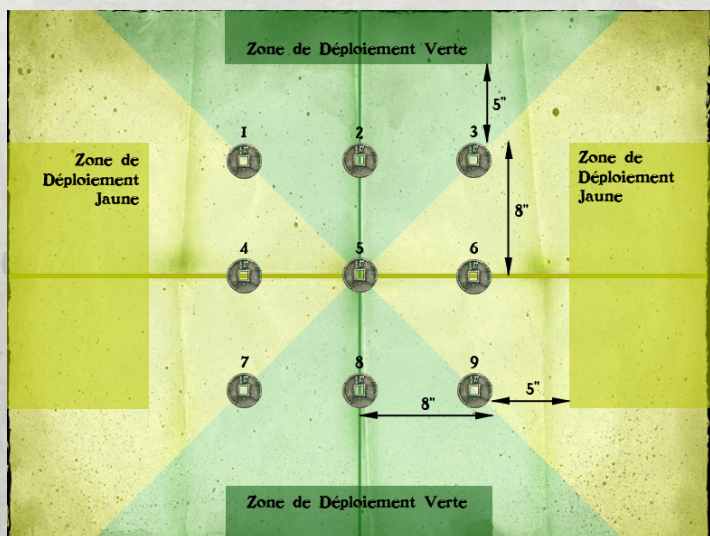 Zone de Déploiement Verte
5"
1
2
3
Zone de
Déploiement
Jaune
Zone de
Déploiement
Jaune
8"
4
5
6
7
8
9
8"
5"
Zone de Déploiement Verte